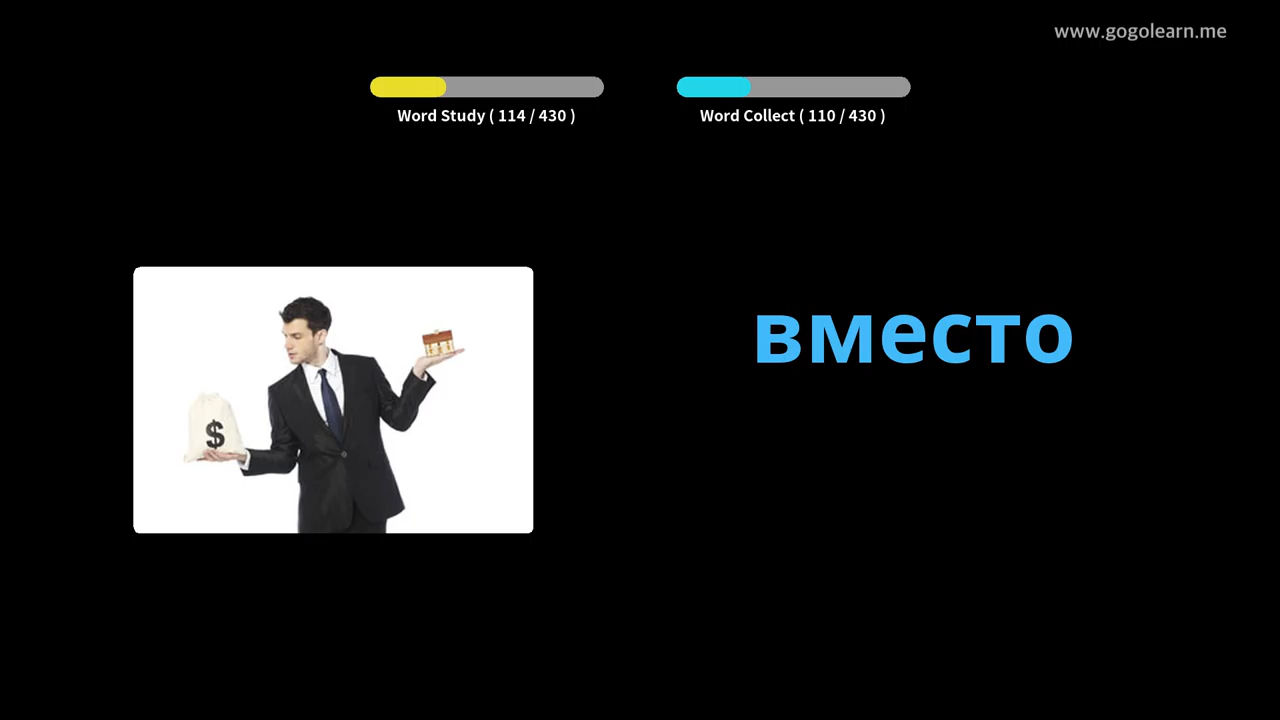 www.gogolearn.me
Word Study ( 114 / 430 )
Word Collect ( 110 / 430 )
вместо
$